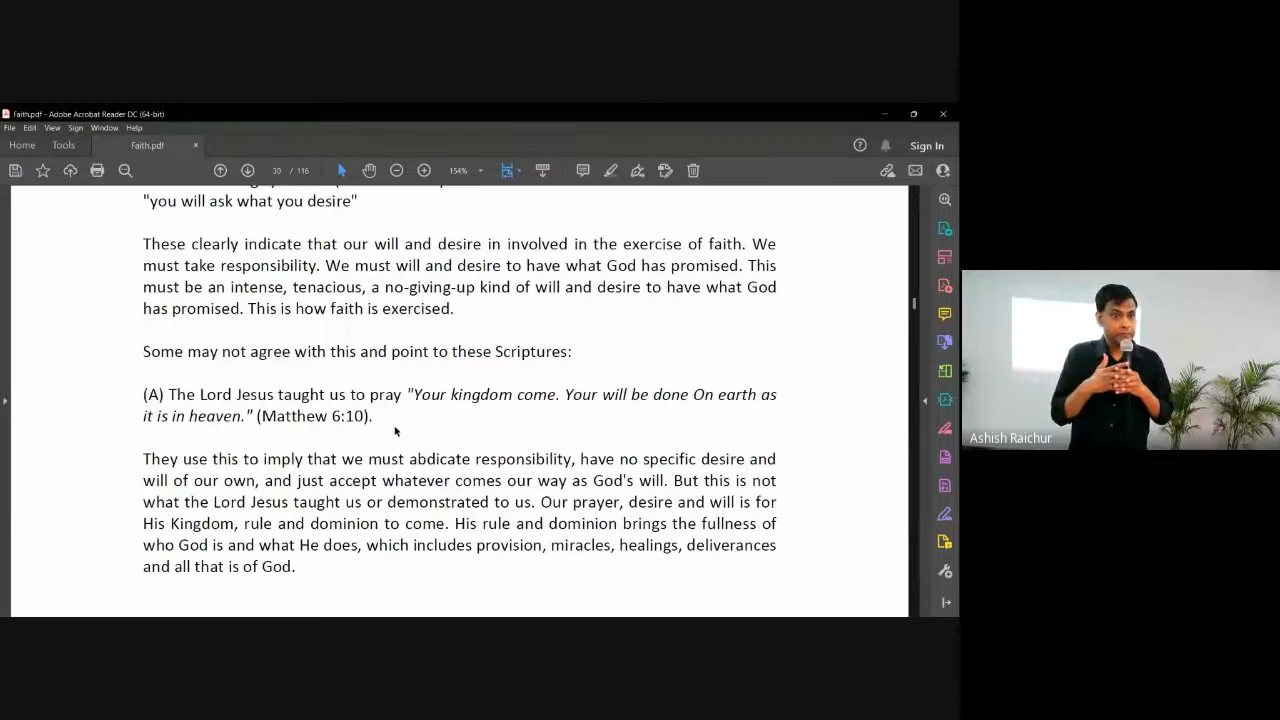 Faith.pdf - Adobe Acrobat Reader DC (64-bit)
File Edit View Sign Window Help
Home Tools Faith.pdf × Sign In
30 / 116 154%
"you will ask what you desire"
These clearly indicate that our will and desire in involved in the exercise of faith. We
must take responsibility. We must will and desire to have what God has promised. This
must be an intense, tenacious, a no-giving-up kind of will and desire to have what God
has promised. This is how faith is exercised.
Some may not agree with this and point to these Scriptures:
(A) The Lord Jesus taught us to pray "Your kingdom come. Your will be done On earth as
it is in heaven." (Matthew 6:10).
They use this to imply that we must abdicate responsibility, have no specific desire and
will of our own, and just accept whatever comes our way as God's will. But this is not
what the Lord Jesus taught us or demonstrated to us. Our prayer, desire and will is for
His Kingdom, rule and dominion to come. His rule and dominion brings the fullness of
who God is and what He does, which includes provision, miracles, healings, deliverances
and all that is of God.
Ashish Raichur